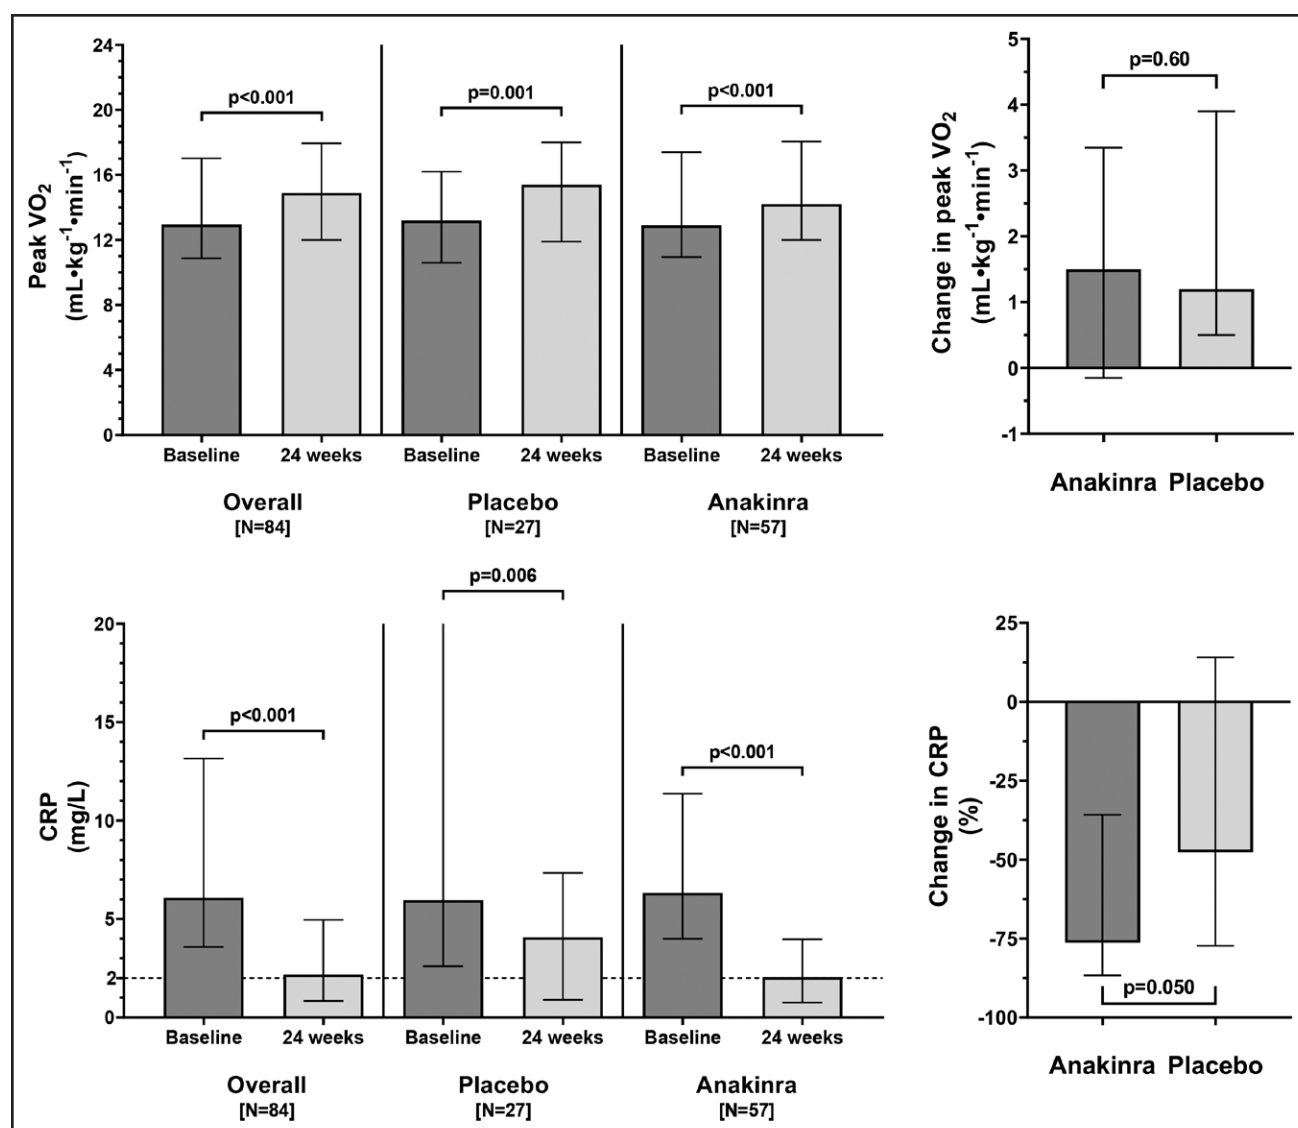 Peak VO2
(mL•kg-1•min-1)
24
20
16
12
8
4
0
p<0.001
p=0.001
p<0.001
Baseline 24 weeks Baseline 24 weeks Baseline 24 weeks
Overall Placebo Anakinra
[N=84] [N=27] [N=57]
Change in peak VO2
(mL•kg-1•min-1)
5
4
3
2
1
0
-1
p=0.60
Anakinra Placebo
CRP
(mg/L)
20
15
10
5
2
0
p<0.001
p=0.006
p<0.001
Baseline 24 weeks Baseline 24 weeks Baseline 24 weeks
Overall Placebo Anakinra
[N=84] [N=27] [N=57]
Change in CRP
(%)
25
0
-25
-50
-75
-100
p=0.050
Anakinra Placebo